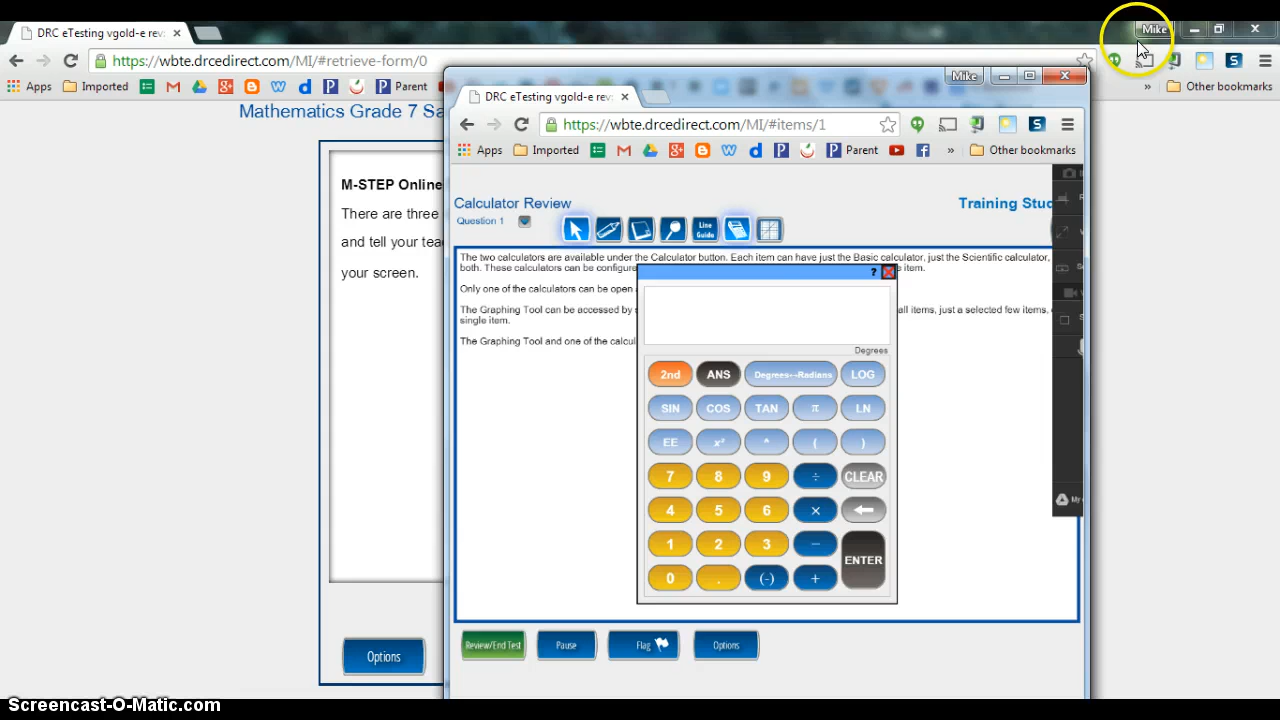 DRC eTesting vgold-e rev:
Mike
https://wbte.drcedirect.com/MI/#retrieve-form/0
Apps
Imported
Parent
»
Other bookmarks
Mathematics Grade 7 Sa
M-STEP Online
There are three
and tell your tea
your screen.
Options
Mike
DRC eTesting vgold-e rev:
https://wbte.drcedirect.com/MI/#items/1
Apps
Imported
Parent
»
Other bookmarks
Calculator Review
Training Stud
Question 1
Line
Guide
The two calculators are available under the Calculator button. Each item can have just the Basic calculator, just the Scientific calculator,
both. These calculators can be configure
item.
Only one of the calculators can be open
The Graphing Tool can be accessed by
all items, just a selected few items,
single item.
The Graphing Tool and one of the calcul
?
Degrees
2nd ANS Degrees↔Radians LOG
SIN COS TAN π LN
EE x² ^ ( )
7 8 9 ÷ CLEAR
4 5 6 × ←
1 2 3 −
ENTER
0 . (-) +
My
Review/End Test
Pause
Flag
Options
Screencast-O-Matic.com